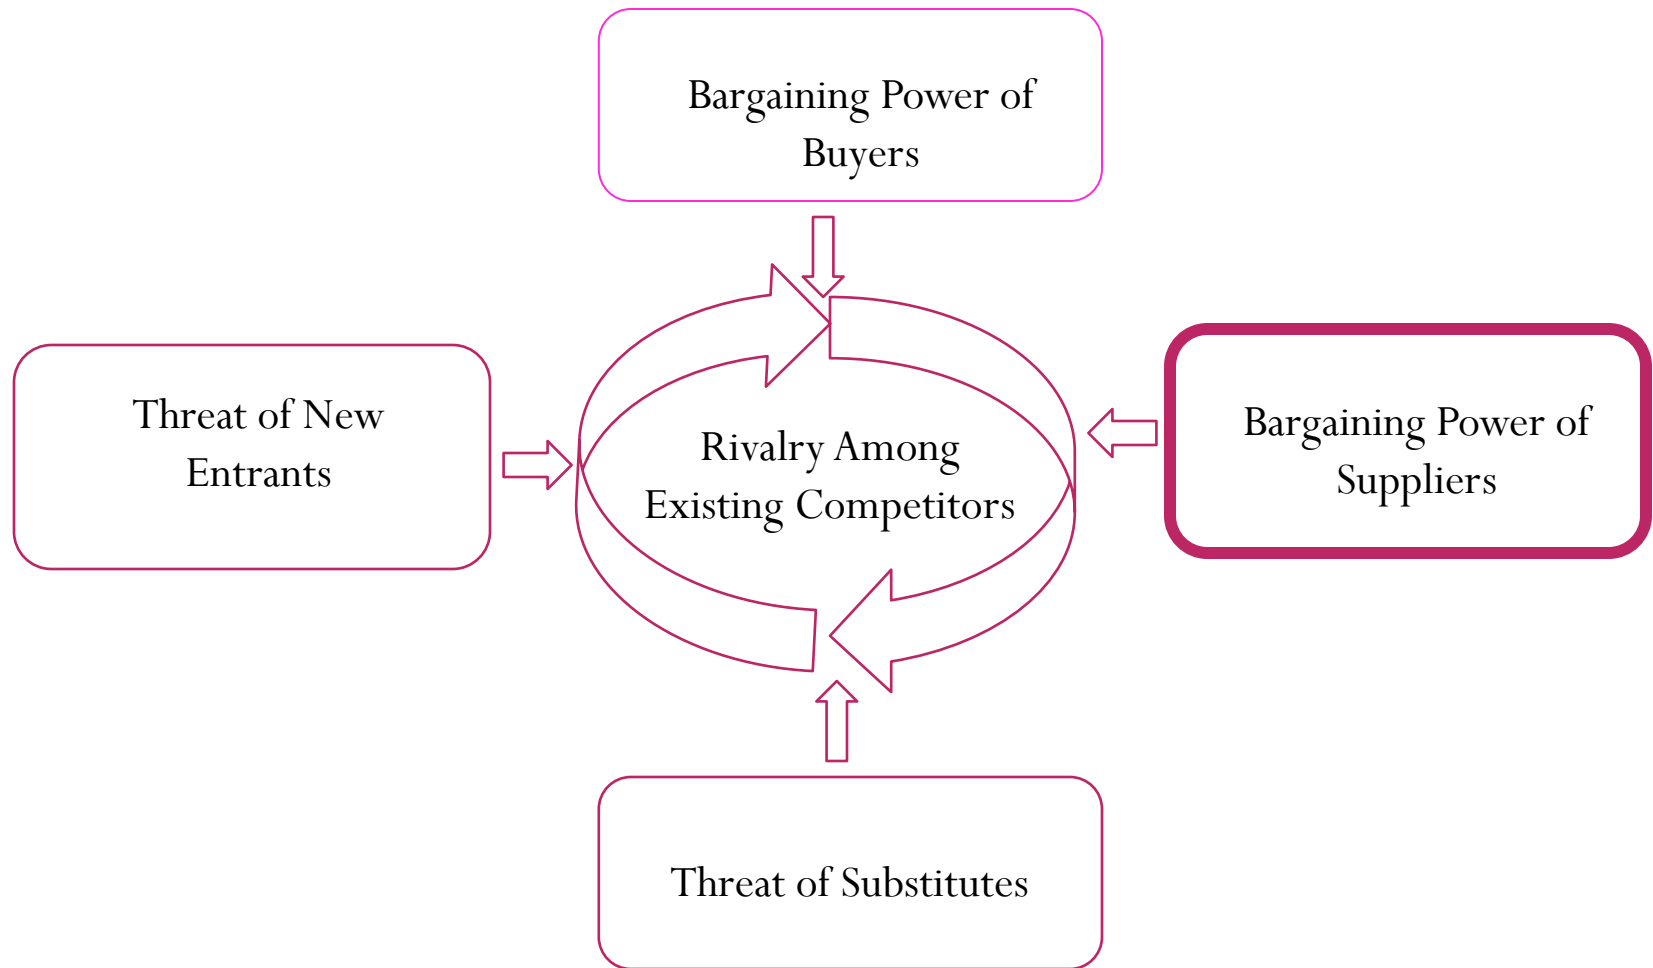 Bargaining Power of
Buyers
Threat of New
Entrants
Rivalry Among
Existing Competitors
Bargaining Power of
Suppliers
Threat of Substitutes